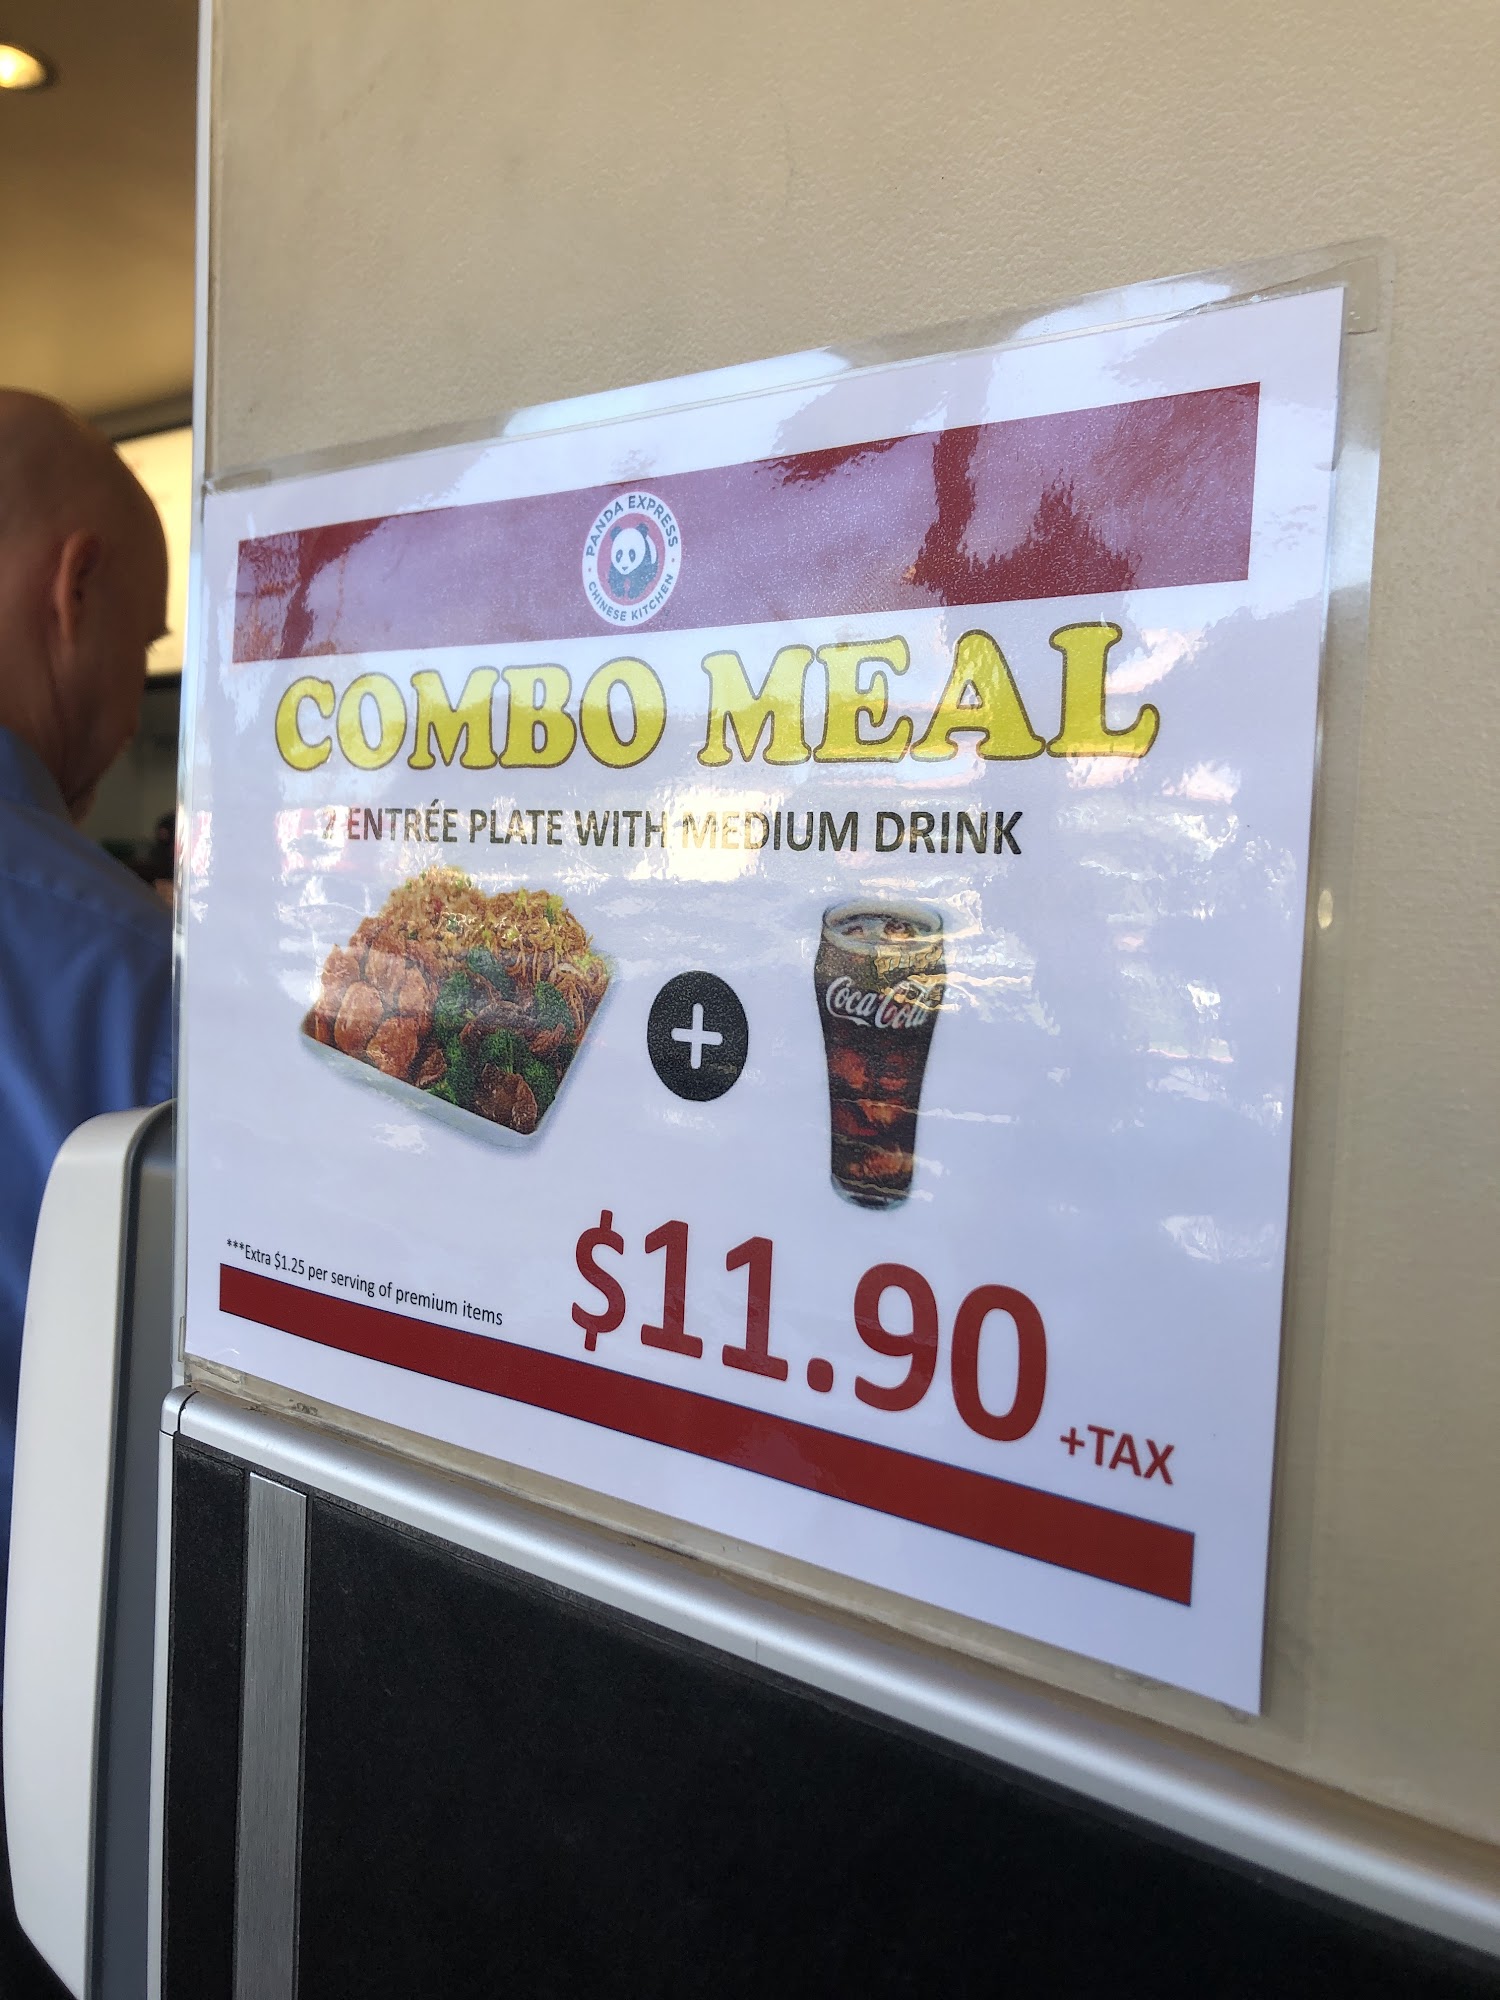 PANDA EXPRESS
CHINESE KITCHEN
COMBO MEAL
2 ENTRÉE PLATE WITH MEDIUM DRINK
Coca-Cola
***Extra $1.25 per serving of premium items
$11.90 +TAX